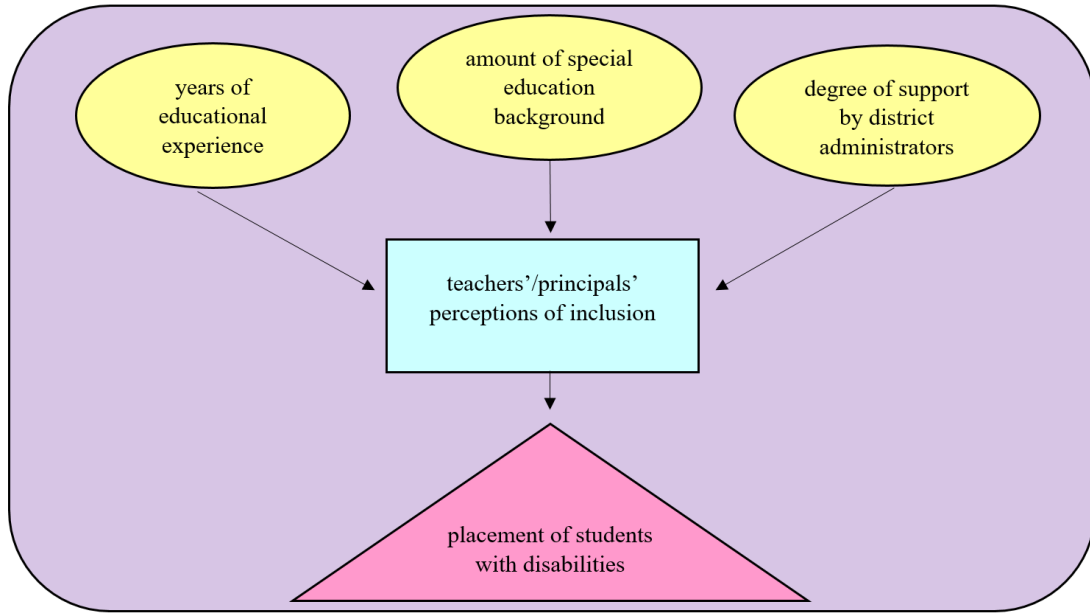 years of
educational
experience
amount of special
education
background
degree of support
by district
administrators
teachers’/principals’
perceptions of inclusion
placement of students
with disabilities